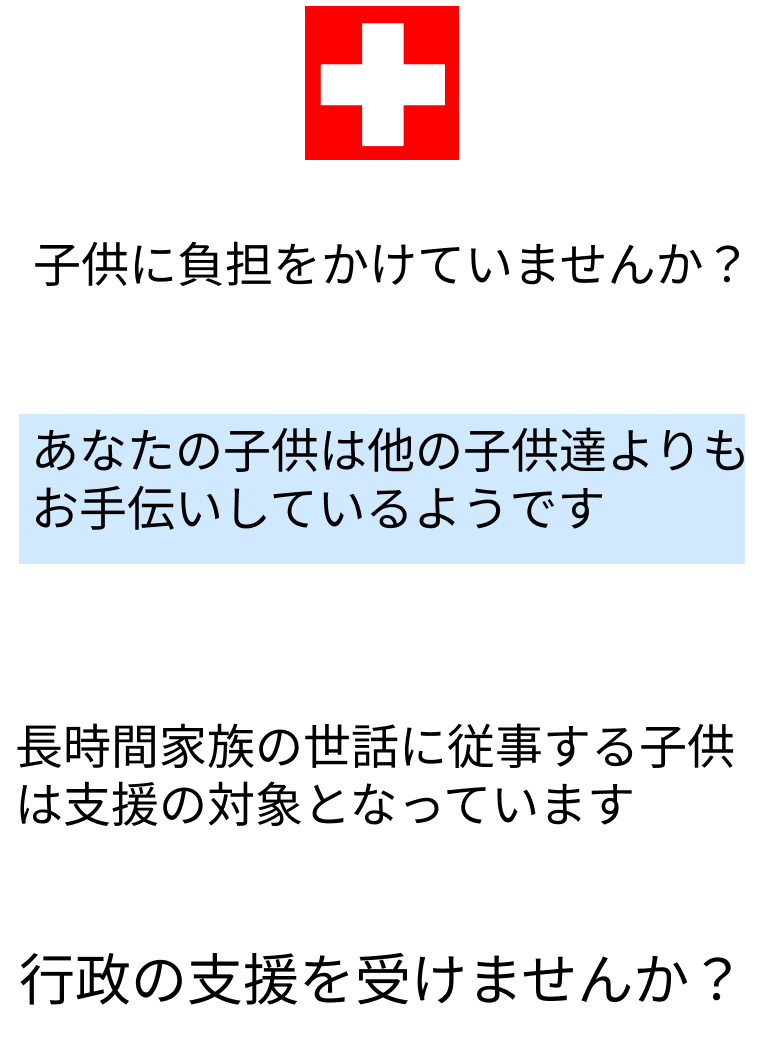 子供に負担をかけていませんか？
あなたの子供は他の子供達よりも
お手伝いしているようです
長時間家族の世話に従事する子供
は支援の対象となっています
行政の支援を受けませんか？